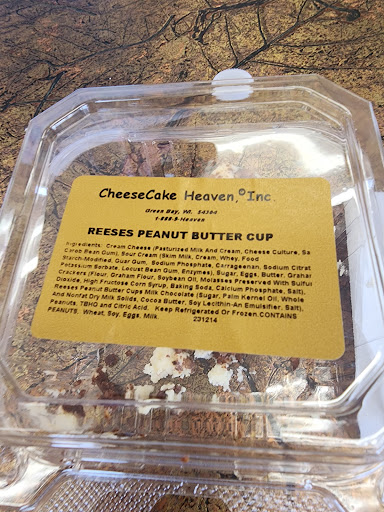 CheeseCake Heaven,©Inc.
Green Bay, WI. 54304
1-888-5-Heaven
REESES PEANUT BUTTER CUP
Ingredients: Cream Cheese (Pasturized Milk And Cream, Cheese Culture, Sa
Carob Bean Gum), Sour Cream (Skim Milk, Cream, Whey, Food
Starch-Modified, Guar Gum, Sodium Phosphate, Carrageenan, Sodium Citrat
Potassium Sorbate, Locust Bean Gum, Enzymes), Sugar, Eggs, Butter, Graham
Crackers (Flour, Graham Flour, Soybean Oil, Molasses Preserved With Sulfur
Dioxide, High Fructose Corn Syrup, Baking Soda, Calcium Phosphate, Salt),
Reeses Peanut Butter Cups Milk Chocolate (Sugar, Palm Kernel Oil, Whole
And Nonfat Dry Milk Solids, Cocoa Butter, Soy Lecithin-An Emulsifier, Salt),
Peanuts, TBHQ and Citric Acid. Keep Refrigerated Or Frozen.CONTAINS
PEANUTS. Wheat, Soy, Eggs, Milk. 231214